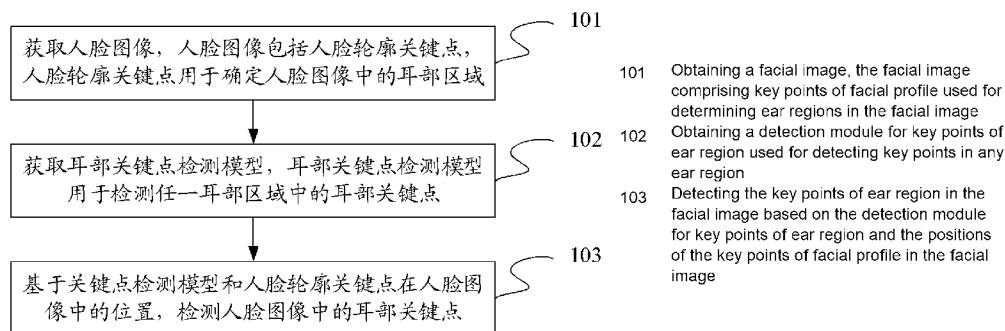 获取人脸图像，人脸图像包括人脸轮廓关键点，
人脸轮廓关键点用于确定人脸图像中的耳部区域
101
获取耳部关键点检测模型，耳部关键点检测模型
用于检测任一耳部区域中的耳部关键点
102
基于关键点检测模型和人脸轮廓关键点在人脸图
像中的位置，检测人脸图像中的耳部关键点
103
101 Obtaining a facial image, the facial image
comprising key points of facial profile used for
determining ear regions in the facial image
102 Obtaining a detection module for key points of
ear region used for detecting key points in any
ear region
103 Detecting the key points of ear region in the
facial image based on the detection module
for key points of ear region and the positions
of the key points of facial profile in the facial
image